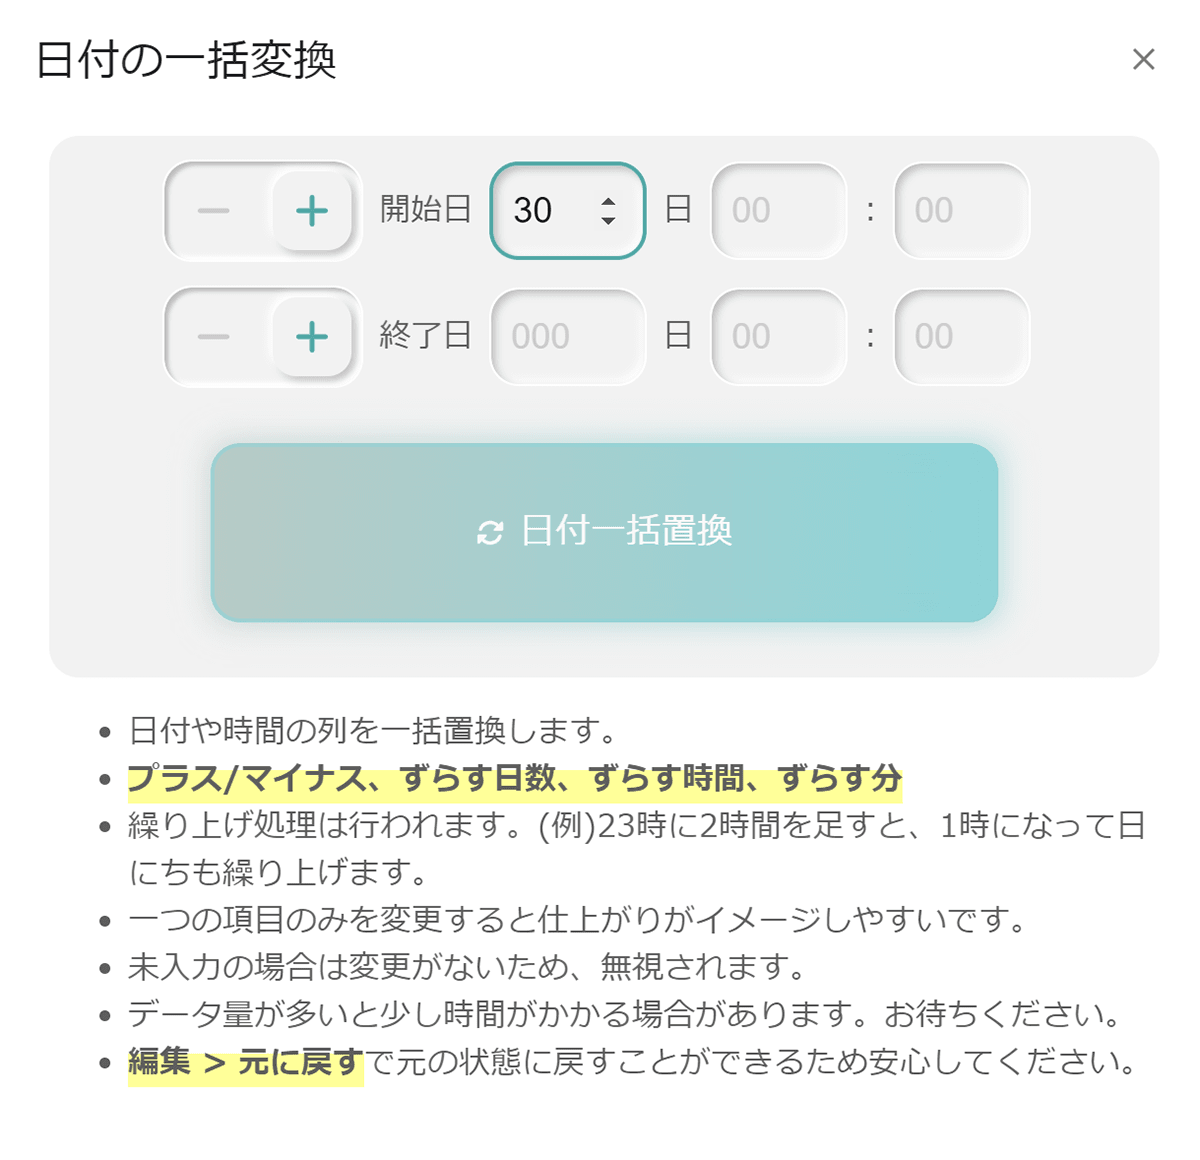 日付の一括変換
×
− + 開始日 30 日 00 : 00
− + 終了日 000 日 00 : 00
日付一括置換
• 日付や時間の列を一括置換します。
• プラス/マイナス、ずらす日数、ずらす時間、ずらす分
• 繰り上げ処理は行われます。(例)23時に2時間を足すと、1時になって日
にちも繰り上げます。
• 一つの項目のみを変更すると仕上がりがイメージしやすいです。
• 未入力の場合は変更がないため、無視されます。
• データ量が多いと少し時間がかかる場合があります。お待ちください。
• 編集 > 元に戻すで元の状態に戻すことができるため安心してください。